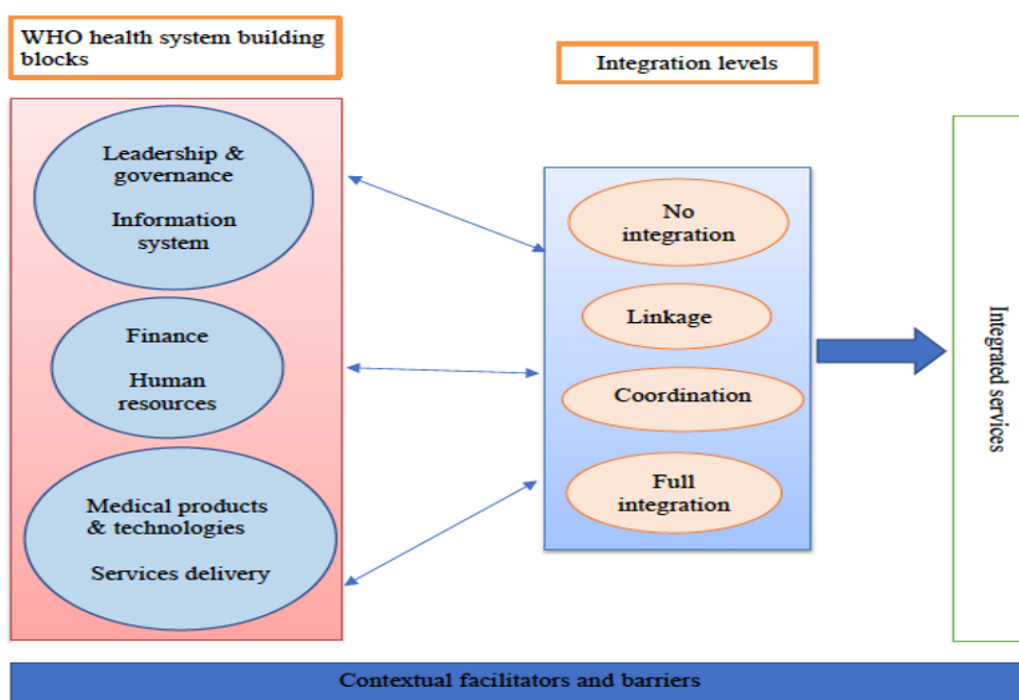 WHO health system building
blocks
Leadership &
governance
Information
system
Finance
Human
resources
Medical products
& technologies
Services delivery
Integration levels
No
integration
Linkage
Coordination
Full
integration
Integrated services
Contextual facilitators and barriers